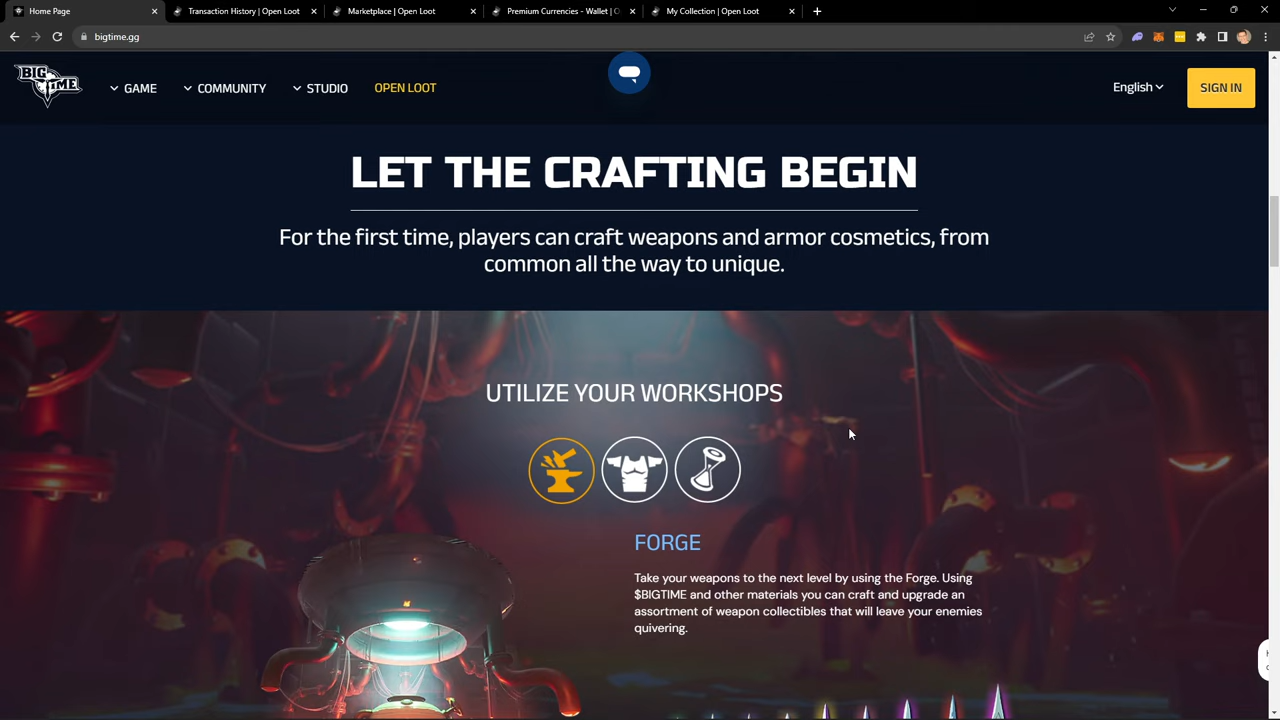 Home Page
Transaction History | Open Loot
Marketplace | Open Loot
Premium Currencies - Wallet | O
My Collection | Open Loot
bigtime.gg
BIG TIME
GAME
COMMUNITY
STUDIO
OPEN LOOT
English
SIGN IN
LET THE CRAFTING BEGIN
For the first time, players can craft weapons and armor cosmetics, from
common all the way to unique.
UTILIZE YOUR WORKSHOPS
FORGE
Take your weapons to the next level by using the Forge. Using
$BIGTIME and other materials you can craft and upgrade an
assortment of weapon collectibles that will leave your enemies
quivering.